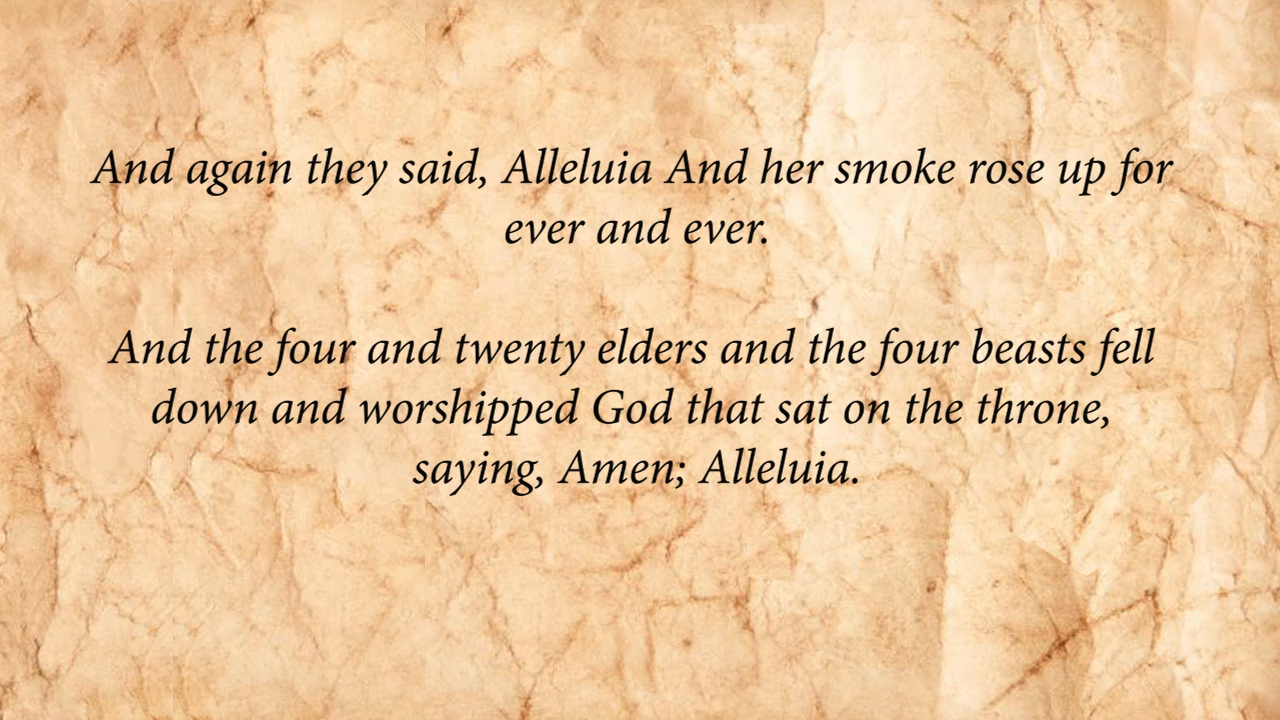 And again they said, Alleluia And her smoke rose up for
ever and ever.
And the four and twenty elders and the four beasts fell
down and worshipped God that sat on the throne,
saying, Amen; Alleluia.